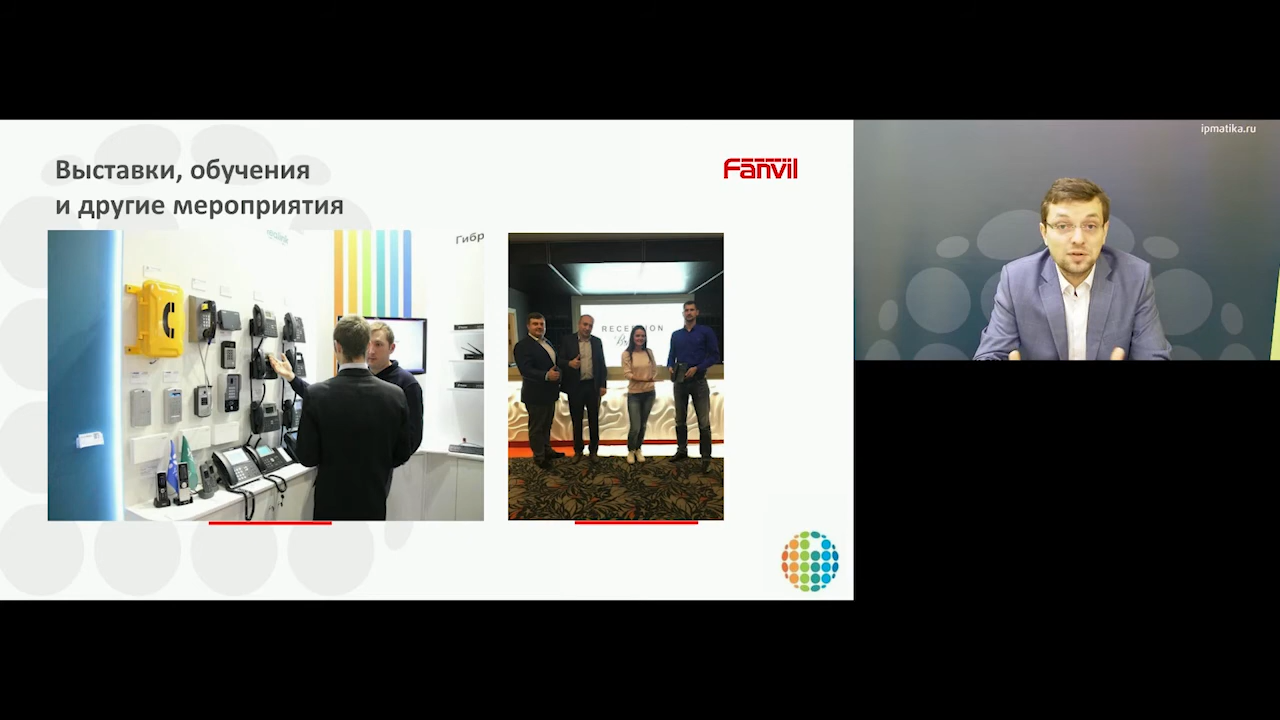 Выставки, обучения
и другие мероприятия
Fanvil
ipmatika.ru
Гибр
RECEPTION